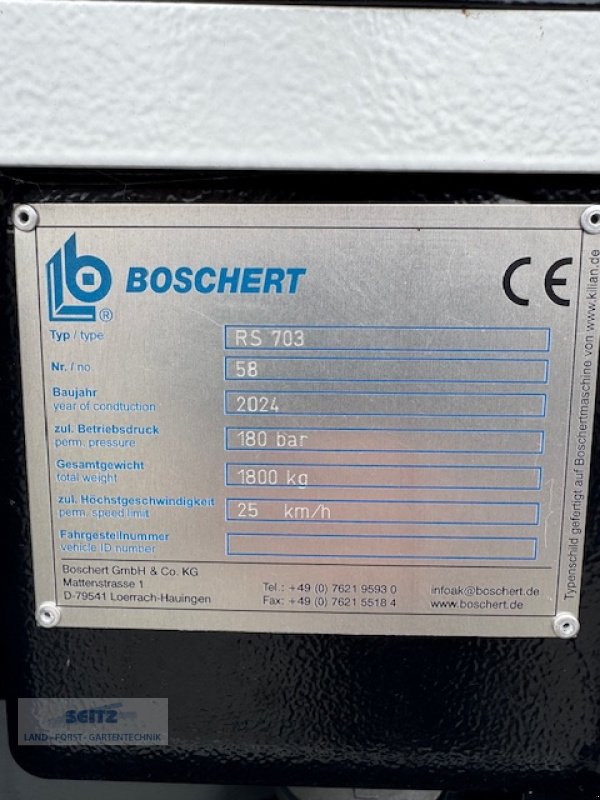 b
®
BOSCHERT
CE
Typ / type
RS 703
Nr. / no
58
Baujahr
year of condtuction
2024
zul. Betriebsdruck
perm. pressure
180 bar
Gesamtgewicht
total weight
1800 kg
zul. Höchstgeschwindigkeit
perm. speed limit
25 km/h
Fahrgestellnummer
vehicle ID number
Boschert GmbH & Co. KG
Mattenstrasse 1
D-79541 Loerrach-Hauingen
Tel.: +49 (0) 7621 9593 0
Fax: +49 (0) 7621 5518 4
infoak@boschert.de
www.boschert.de
Typenschild gefertigt auf Boschertmaschine von www.kilian.de
SEITZ
LAND - FORST - GARTENTECHNIK